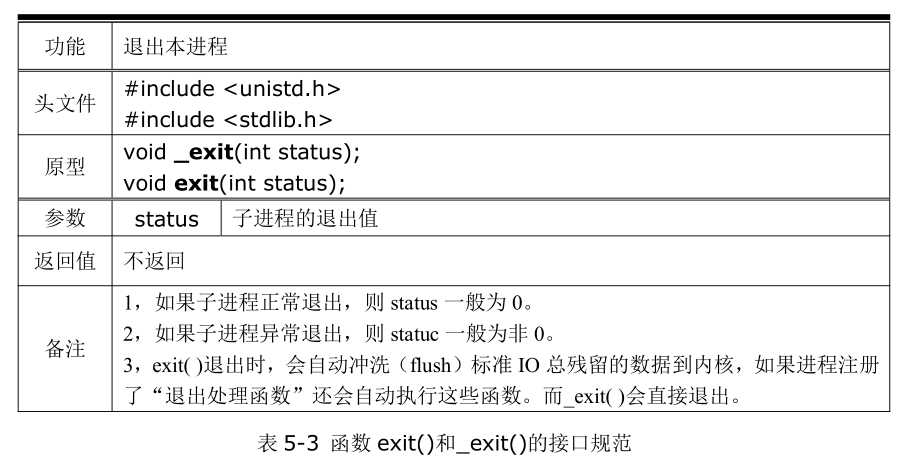 功能 退出本进程
头文件 #include <unistd.h>
#include <stdlib.h>
原型 void _exit(int status);
void exit(int status);
参数 status 子进程的退出值
返回值 不返回
备注 1，如果子进程正常退出，则 status 一般为 0。
2，如果子进程异常退出，则 statuc 一般为非 0。
3，exit( )退出时，会自动冲洗（flush）标准 IO 总残留的数据到内核，如果进程注册
了“退出处理函数”还会自动执行这些函数。而_exit( )会直接退出。
表 5-3 函数 exit()和_exit()的接口规范